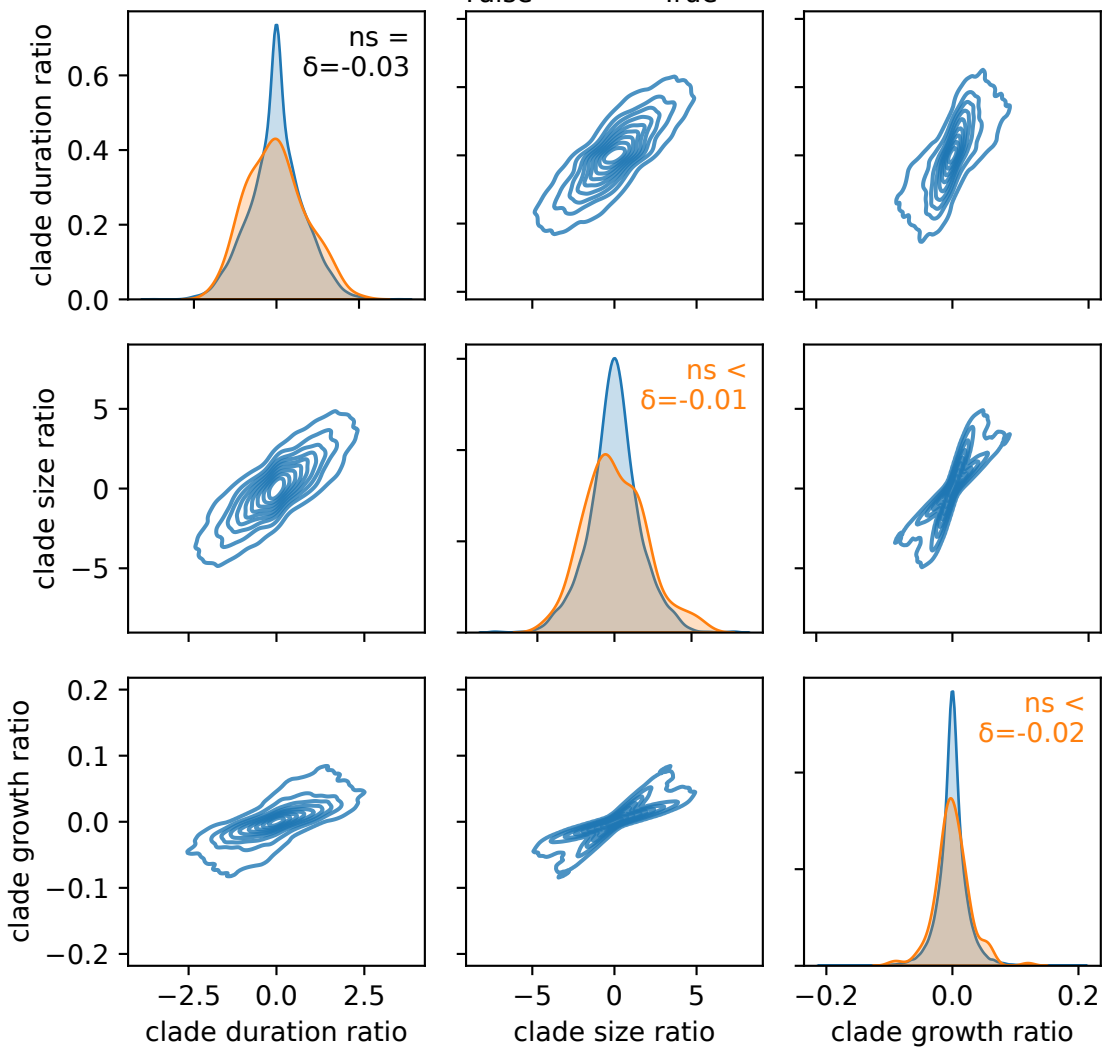 ns =
δ=-0.03
clade duration ratio
0.6
0.4
0.2
0.0
ns <
δ=-0.01
clade size ratio
5
0
−5
ns <
δ=-0.02
clade growth ratio
0.2
0.1
0.0
−0.1
−0.2
−2.5 0.0 2.5
−5 0 5
−0.2 0.0 0.2
clade duration ratio
clade size ratio
clade growth ratio